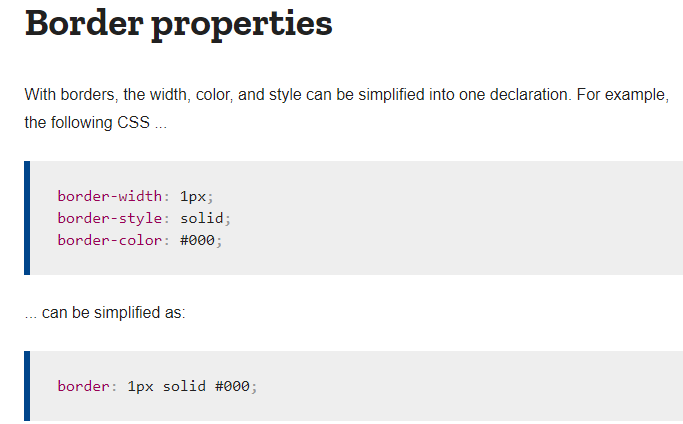 Border properties
With borders, the width, color, and style can be simplified into one declaration. For example,
the following CSS ...
border-width: 1px;
border-style: solid;
border-color: #000;
... can be simplified as:
border: 1px solid #000;